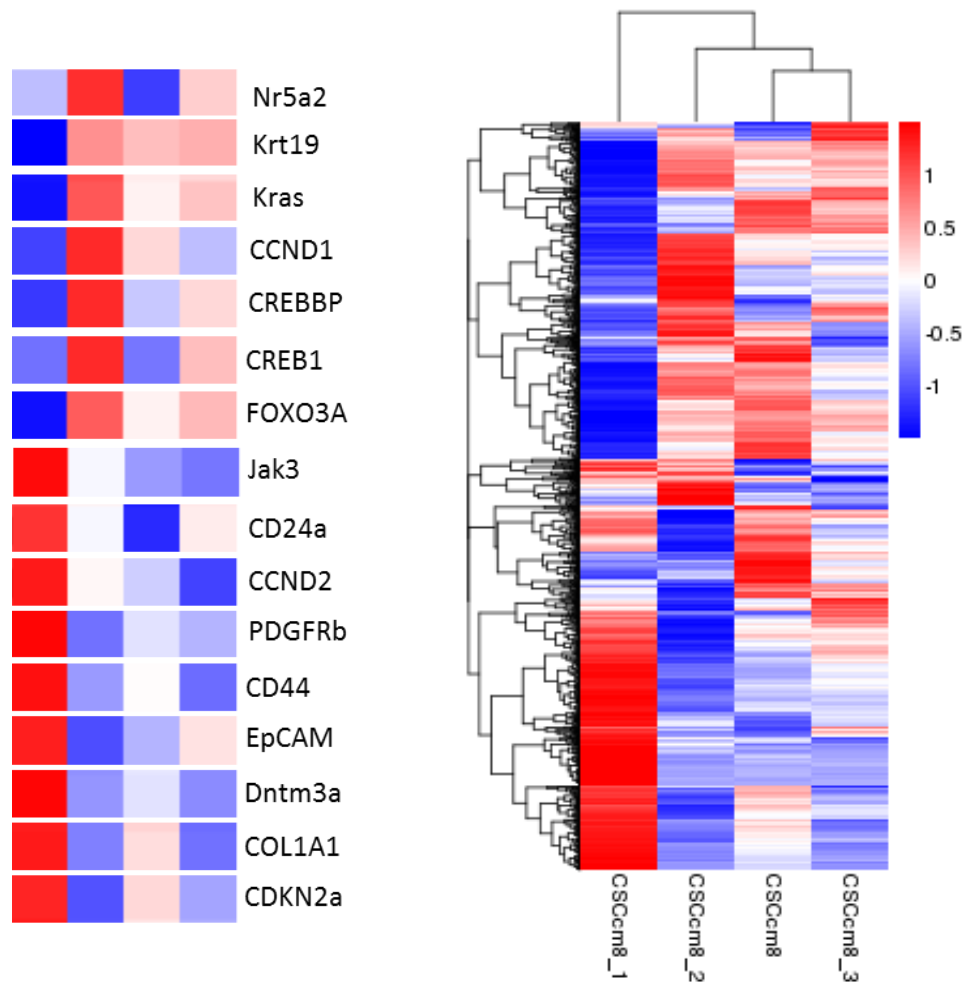 Nr5a2
Krt19
Kras
CCND1
CREBBP
CREB1
FOXO3A
Jak3
CD24a
CCND2
PDGFRb
CD44
EpCAM
Dntm3a
COL1A1
CDKN2a
1
0.5
0
-0.5
-1
CSCcm8_1
CSCcm8_2
CSCcm8
CSCcm8_3